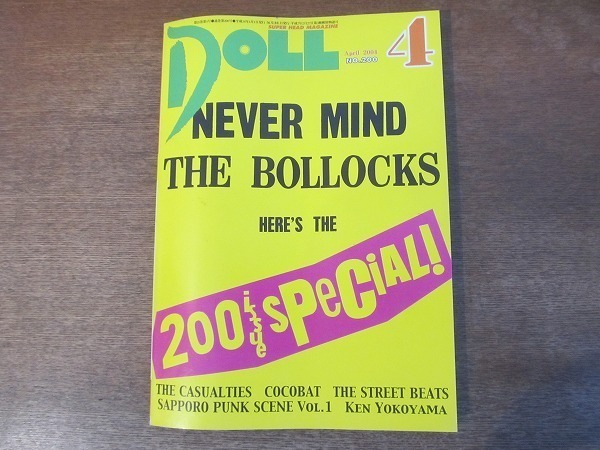 SUPER HEAD MAGAZINE
DOLL
April 2004
NO.200
4
NEVER MIND
THE BOLLOCKS
HERE'S THE
200 issue SPeCiAL!
THE CASUALTIES COCOBAT THE STREET BEATS
SAPPORO PUNK SCENE VOL.1 KEN YOKOYAMA